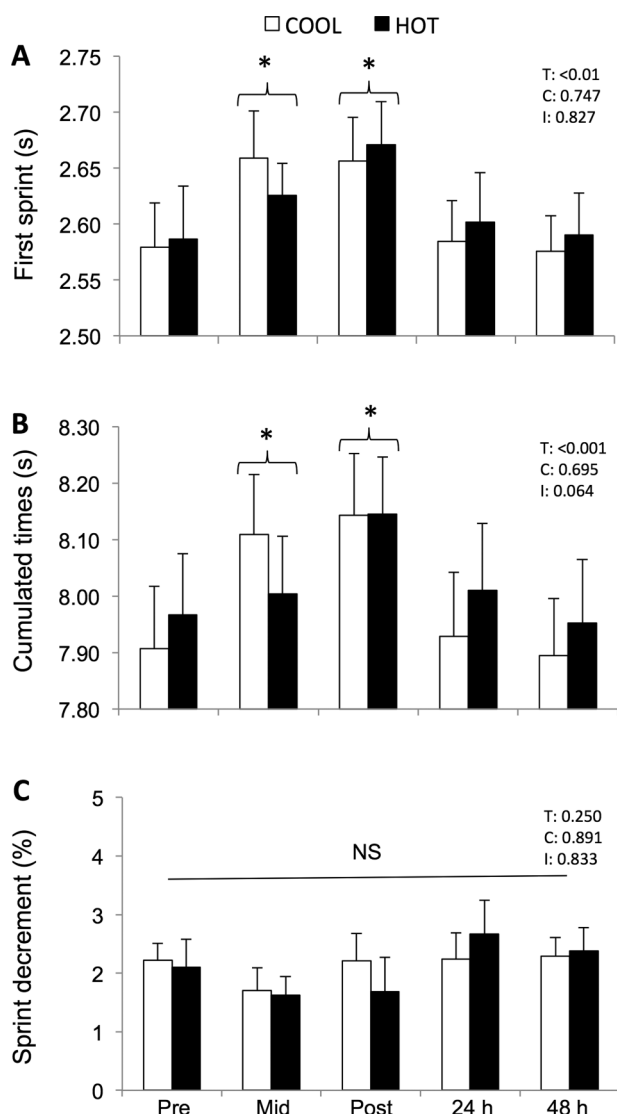 COOL HOT
A
First sprint (s)
2.75
2.70
2.65
2.60
2.55
2.50
* *
T: <0.01
C: 0.747
I: 0.827
B
Cumulated times (s)
8.30
8.20
8.10
8.00
7.90
7.80
* *
T: <0.001
C: 0.695
I: 0.064
C
Sprint decrement (%)
5
4
3
2
1
0
NS
T: 0.250
C: 0.891
I: 0.833
Pre Mid Post 24 h 48 h